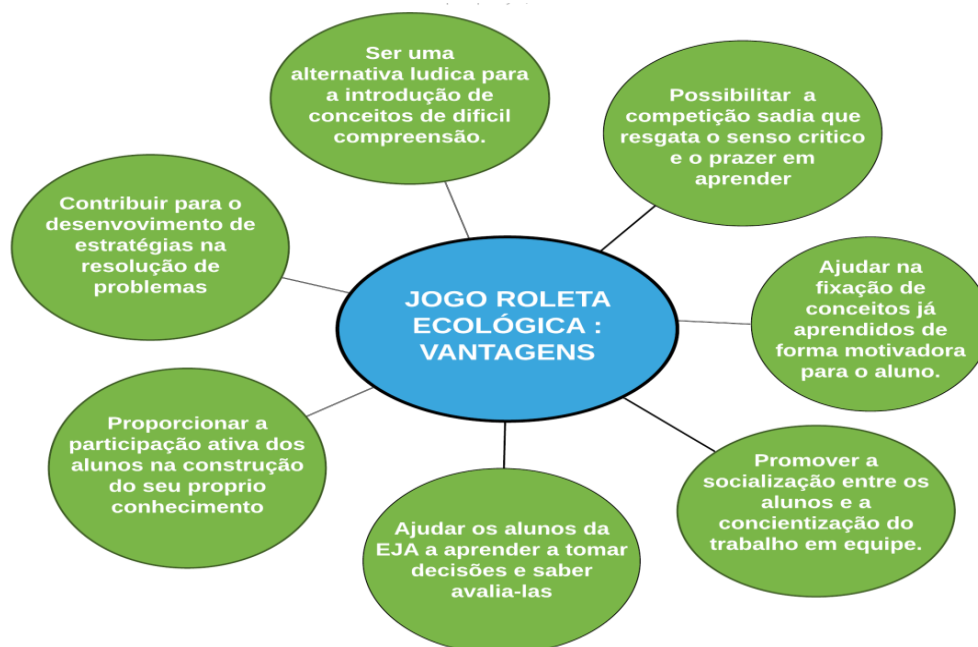 Ser uma
alternativa ludica para
a introdução de
conceitos de dificil
compreensão.
Possibilitar a
competição sadia que
resgata o senso critico
e o prazer em
aprender
Contribuir para o
desenvovimento de
estratégias na
resolução de
problemas
JOGO ROLETA
ECOLÓGICA :
VANTAGENS
Ajudar na
fixação de
conceitos já
aprendidos de
forma motivadora
para o aluno.
Proporcionar a
participação ativa dos
alunos na construção
do seu proprio
conhecimento
Ajudar os alunos da
EJA a aprender a tomar
decisões e saber
avalia-las
Promover a
socialização entre os
alunos e a
concientização do
trabalho em equipe.